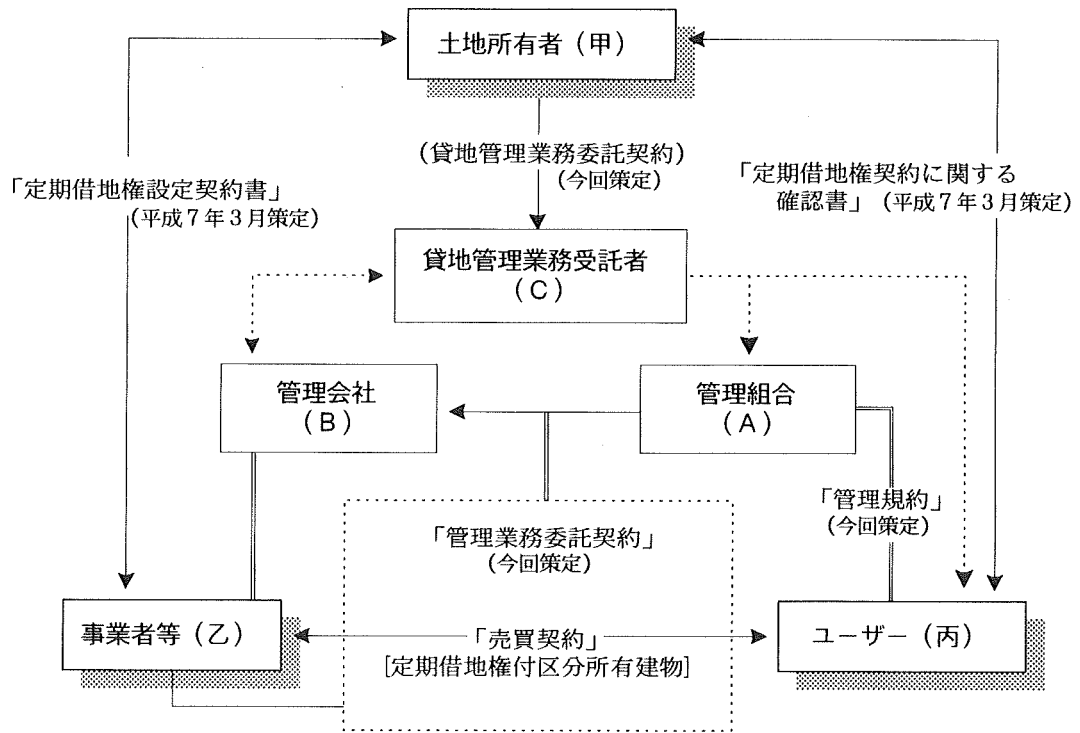 土地所有者（甲）
（貸地管理業務委託契約）
（今回策定）
「定期借地権設定契約書」
（平成７年３月策定）
「定期借地権契約に関する
確認書」（平成７年３月策定）
貸地管理業務受託者
（Ｃ）
管理会社
（Ｂ）
管理組合
（Ａ）
「管理規約」
（今回策定）
「管理業務委託契約」
（今回策定）
事業者等（乙）
「売買契約」
[定期借地権付区分所有建物]
ユーザー（丙）